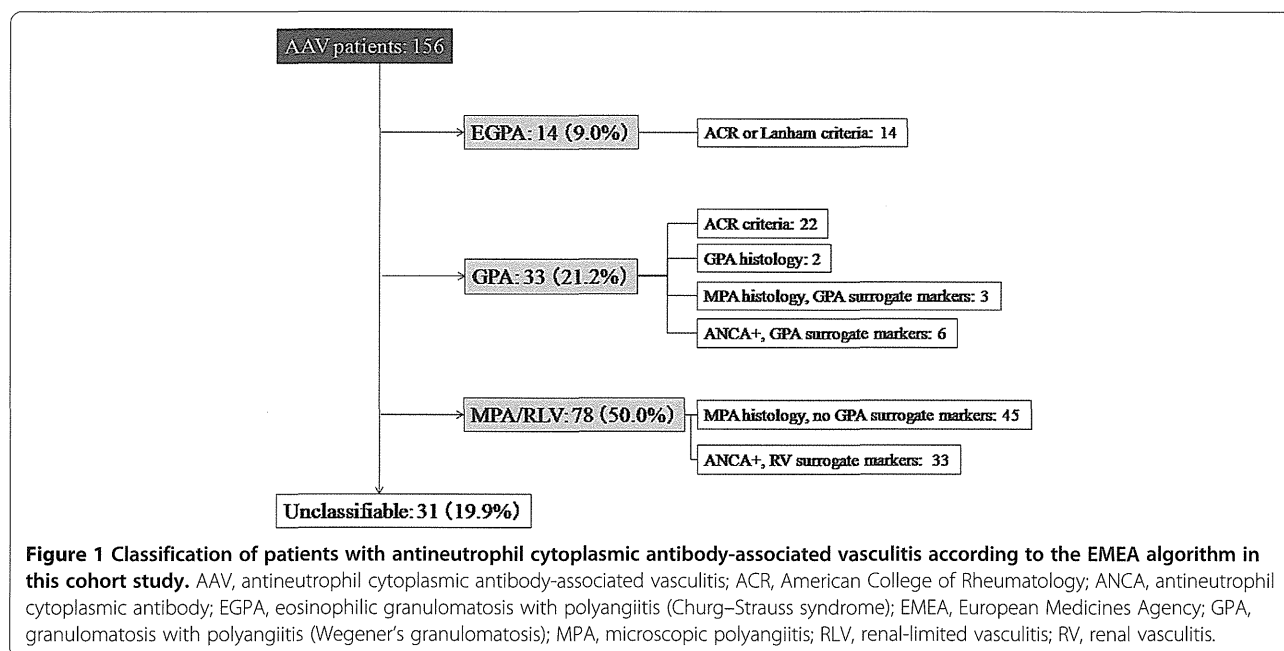 AAV patients: 156
EGPA: 14 (9.0%)
ACR or Lanham criteria: 14
GPA: 33 (21.2%)
ACR criteria: 22
GPA histology: 2
MPA histology, GPA surrogate markers: 3
ANCA+, GPA surrogate markers: 6
MPA/RLV: 78 (50.0%)
MPA histology, no GPA surrogate markers: 45
ANCA+, RV surrogate markers: 33
Unclassifiable: 31 (19.9%)
Figure 1 Classification of patients with antineutrophil cytoplasmic antibody-associated vasculitis according to the EMEA algorithm in
this cohort study. AAV, antineutrophil cytoplasmic antibody-associated vasculitis; ACR, American College of Rheumatology; ANCA, antineutrophil
cytoplasmic antibody; EGPA, eosinophilic granulomatosis with polyangiitis (Churg–Strauss syndrome); EMEA, European Medicines Agency; GPA,
granulomatosis with polyangiitis (Wegener's granulomatosis); MPA, microscopic polyangiitis; RLV, renal-limited vasculitis; RV, renal vasculitis.